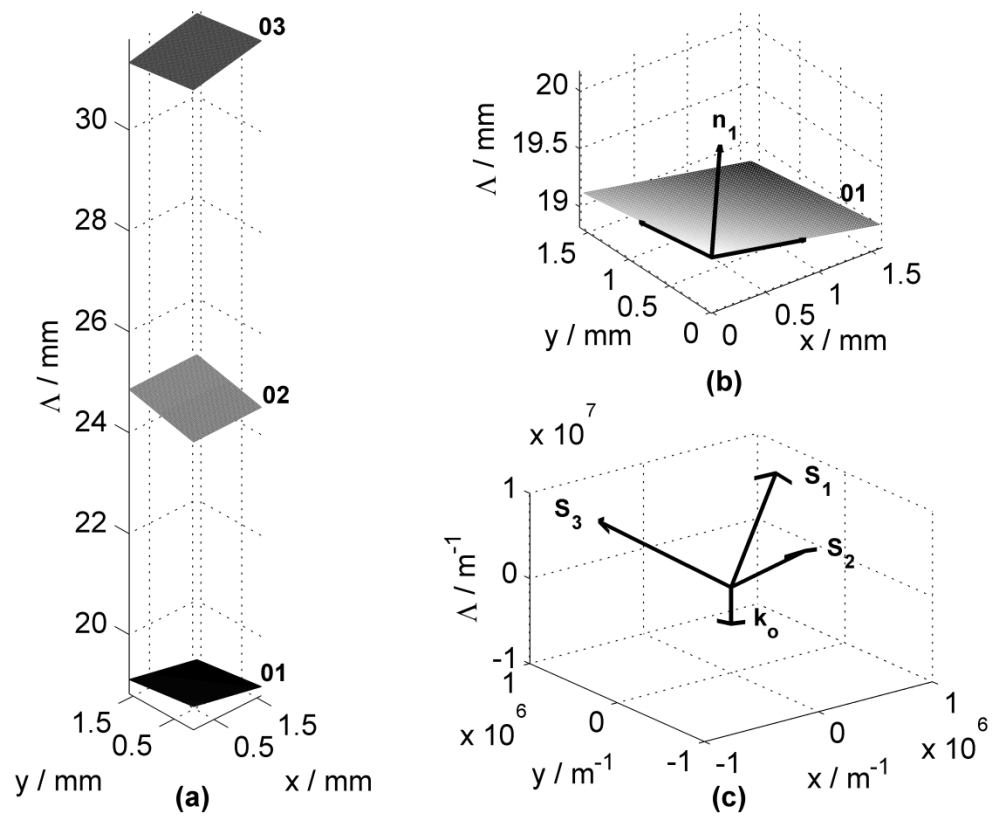 03
30
28
26
Λ / mm
02
24
22
20
01
1.5
0.5
1.5
0.5
y / mm
x / mm
(a)
20
n1
19.5
Λ / mm
01
19
1.5
1
0.5
0
0
0.5
1
1.5
y / mm
x / mm
(b)
x 10^7
1
S3
S1
S2
Λ / m^-1
0
ko
-1
1
x 10^6
0
-1
-1
0
1
x 10^6
y / m^-1
x / m^-1
(c)